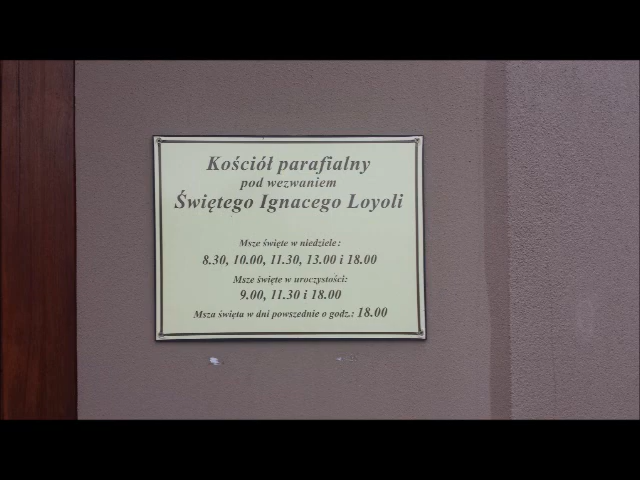 Kościół parafialny
pod wezwaniem
Świętego Ignacego Loyoli
Msze święte w niedziele:
8.30, 10.00, 11.30, 13.00 i 18.00
Msze święte w uroczystości:
9.00, 11.30 i 18.00
Msza święta w dni powszednie o godz.: 18.00